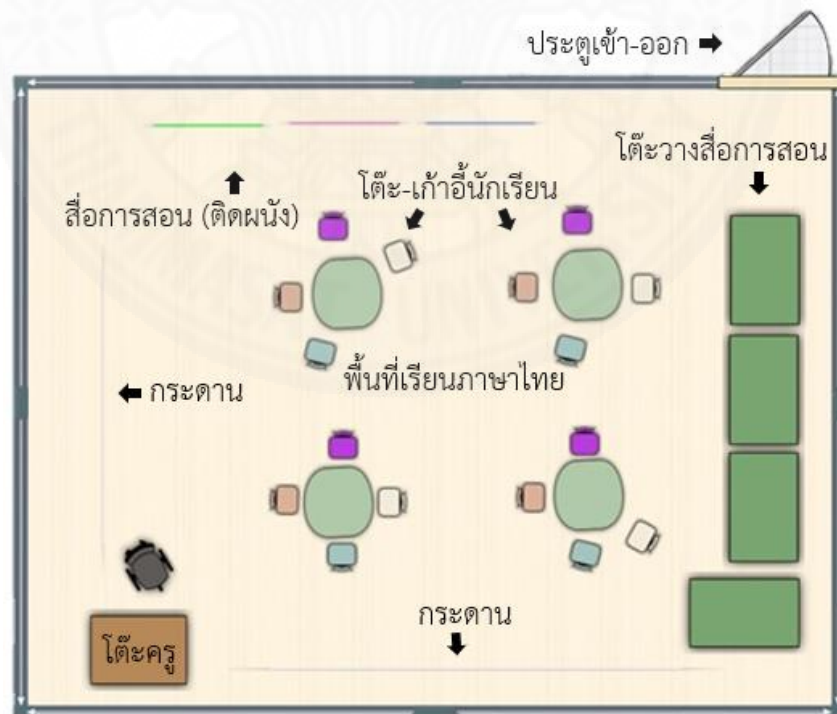 ประตูเข้า-ออก
โต๊ะวางสื่อการสอน
โต๊ะ-เก้าอี้นักเรียน
สื่อการสอน (ติดผนัง)
พื้นที่เรียนภาษาไทย
กระดาน
กระดาน
โต๊ะครู